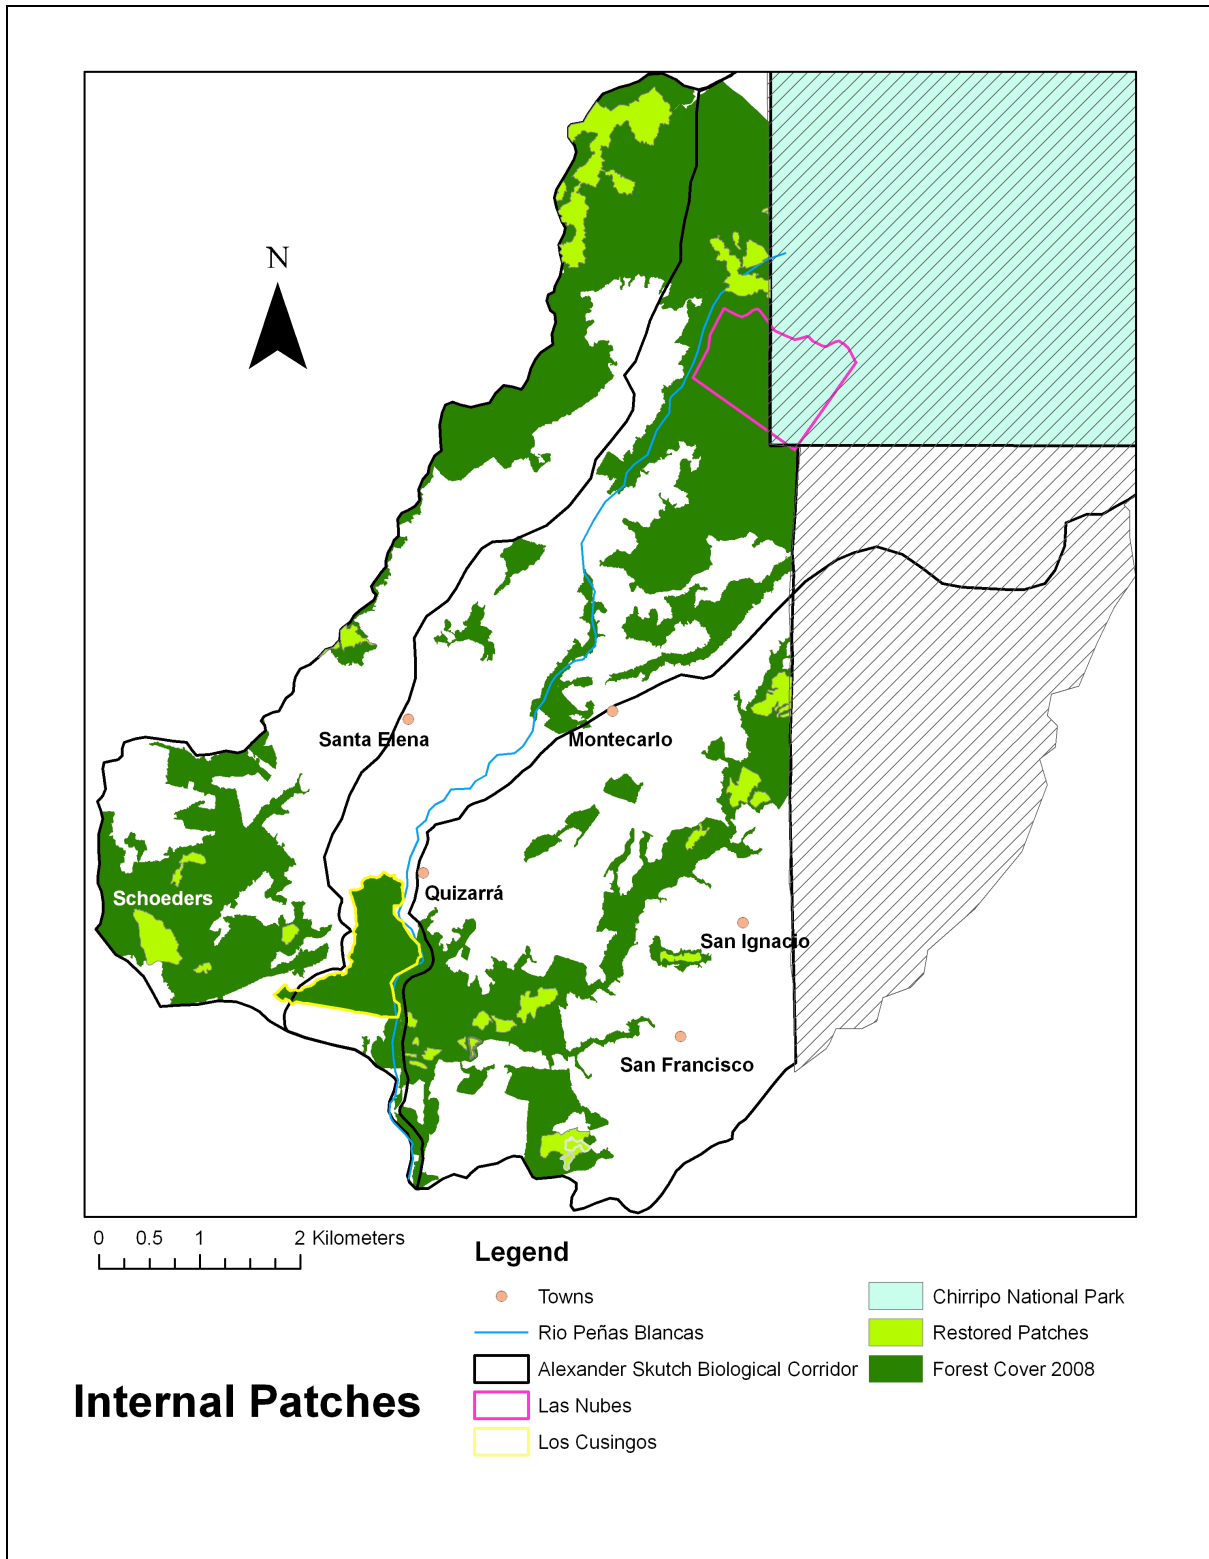 N
Santa Elena
Montecarlo
Schoeders
Quizarrá
San Ignacio
San Francisco
0 0.5 1 2 Kilometers
Legend
Towns
Rio Peñas Blancas
Alexander Skutch Biological Corridor
Las Nubes
Los Cusingos
Chirripo National Park
Restored Patches
Forest Cover 2008
Internal Patches